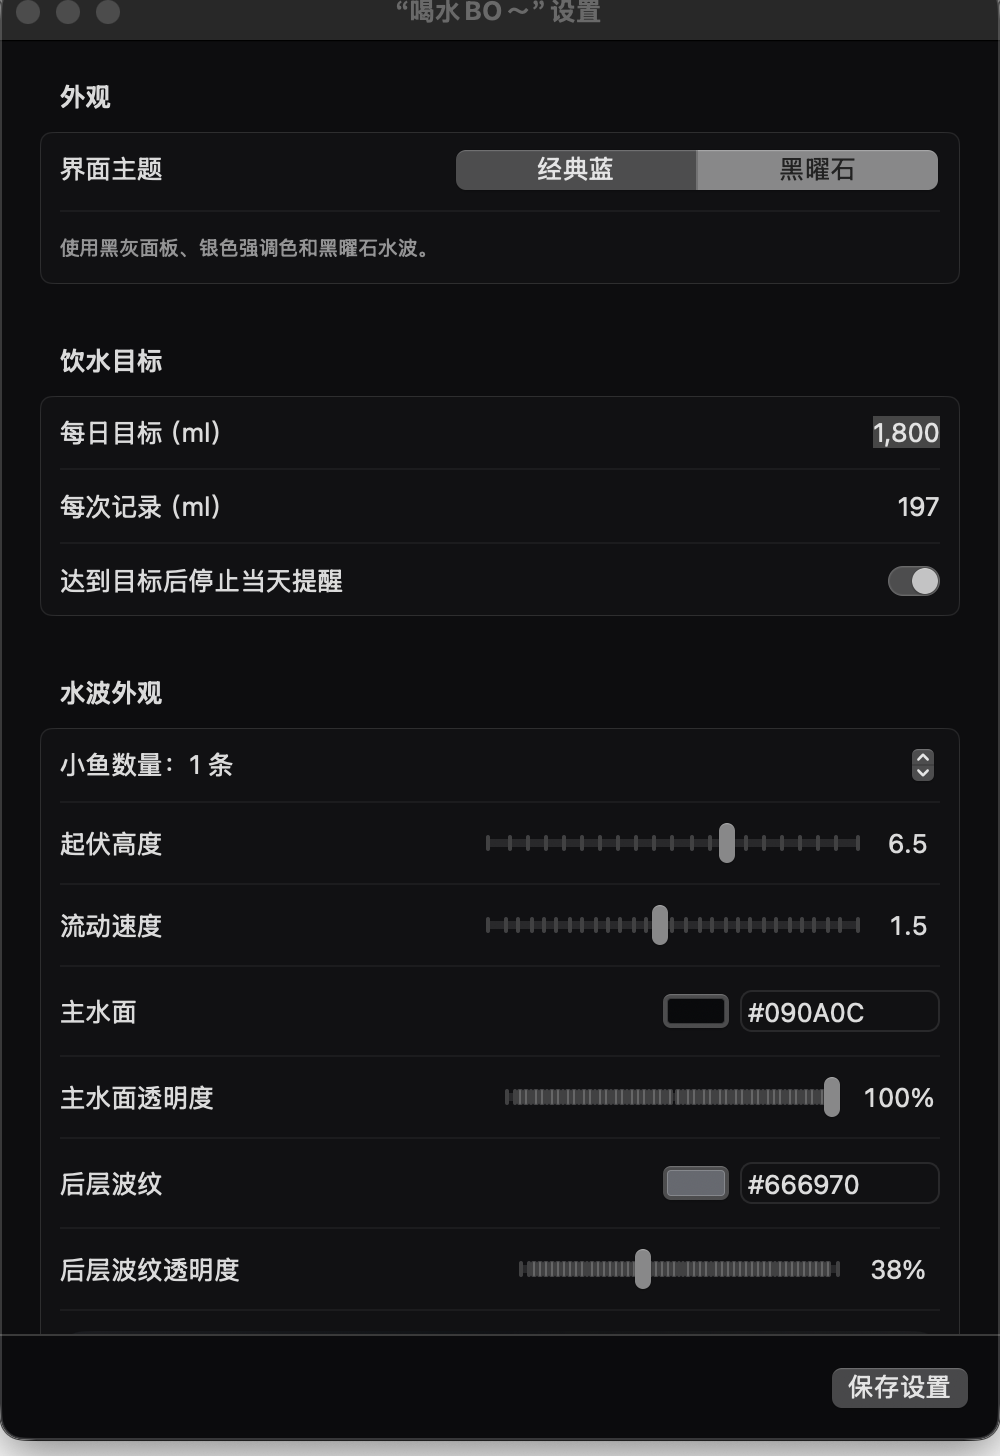 “喝水BO～”设置
外观
界面主题 经典蓝 黑曜石
使用黑灰面板、银色强调色和黑曜石水波。
饮水目标
每日目标 (ml) 1,800
每次记录 (ml) 197
达到目标后停止当天提醒
水波外观
小鱼数量：1 条
起伏高度 6.5
流动速度 1.5
主水面 #090A0C
主水面透明度 100%
后层波纹 #666970
后层波纹透明度 38%
保存设置